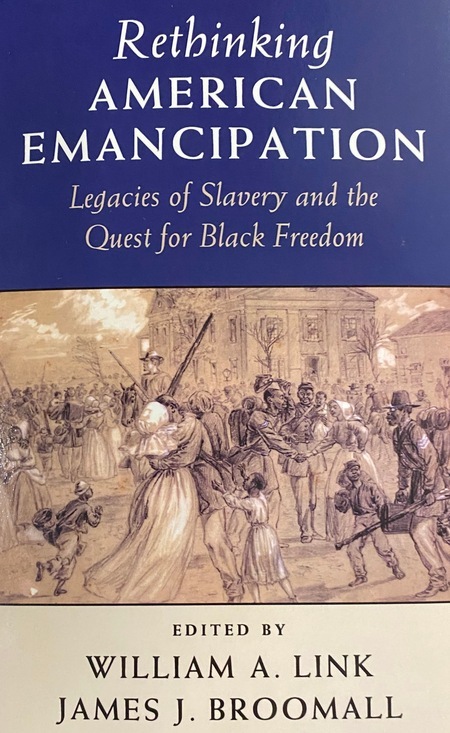 Rethinking
AMERICAN
EMANCIPATION
Legacies of Slavery and the
Quest for Black Freedom
EDITED BY
WILLIAM A. LINK
JAMES J. BROOMALL